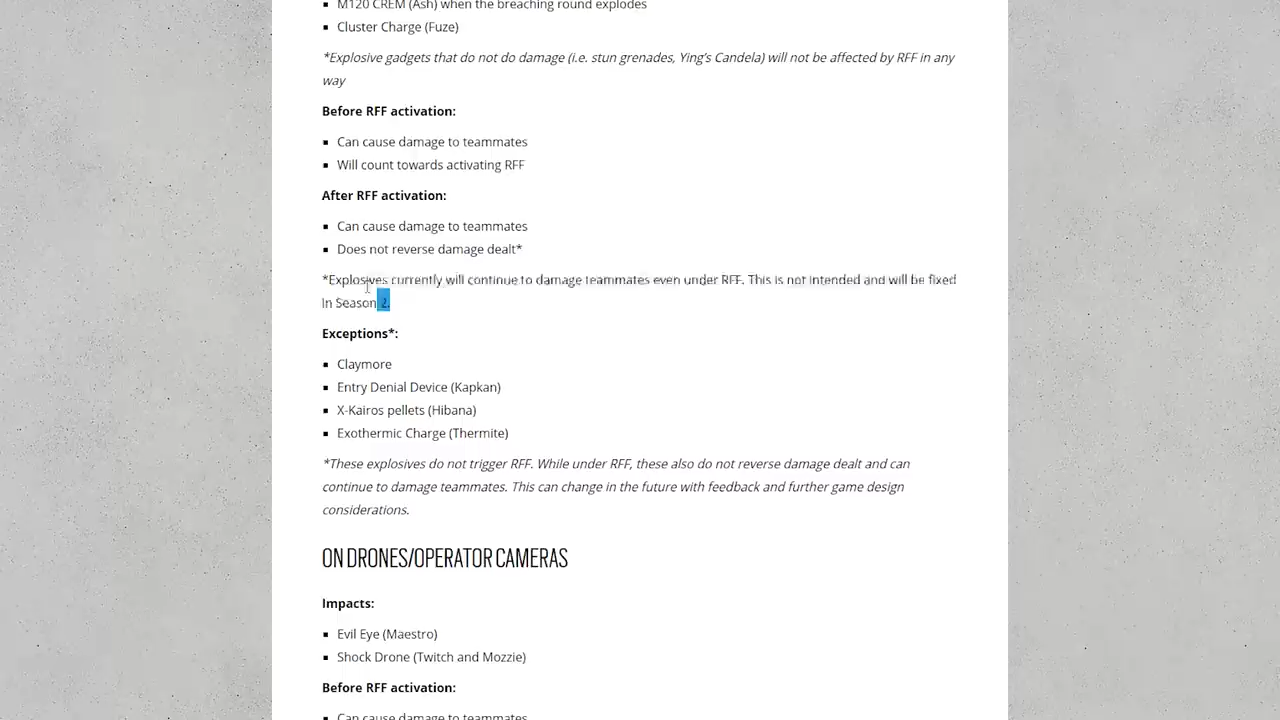 M120 CREM (Ash) when the breaching round explodes
Cluster Charge (Fuze)
*Explosive gadgets that do not do damage (i.e. stun grenades, Ying's Candela) will not be affected by RFF in any
way
Before RFF activation:
Can cause damage to teammates
Will count towards activating RFF
After RFF activation:
Can cause damage to teammates
Does not reverse damage dealt*
*Explosives currently will continue to damage teammates even under RFF. This is not intended and will be fixed
in Season 2.
Exceptions*:
Claymore
Entry Denial Device (Kapkan)
X-Kairos pellets (Hibana)
Exothermic Charge (Thermite)
*These explosives do not trigger RFF. While under RFF, these also do not reverse damage dealt and can
continue to damage teammates. This can change in the future with feedback and further game design
considerations.
ON DRONES/OPERATOR CAMERAS
Impacts:
Evil Eye (Maestro)
Shock Drone (Twitch and Mozzie)
Before RFF activation:
Can cause damage to teammates